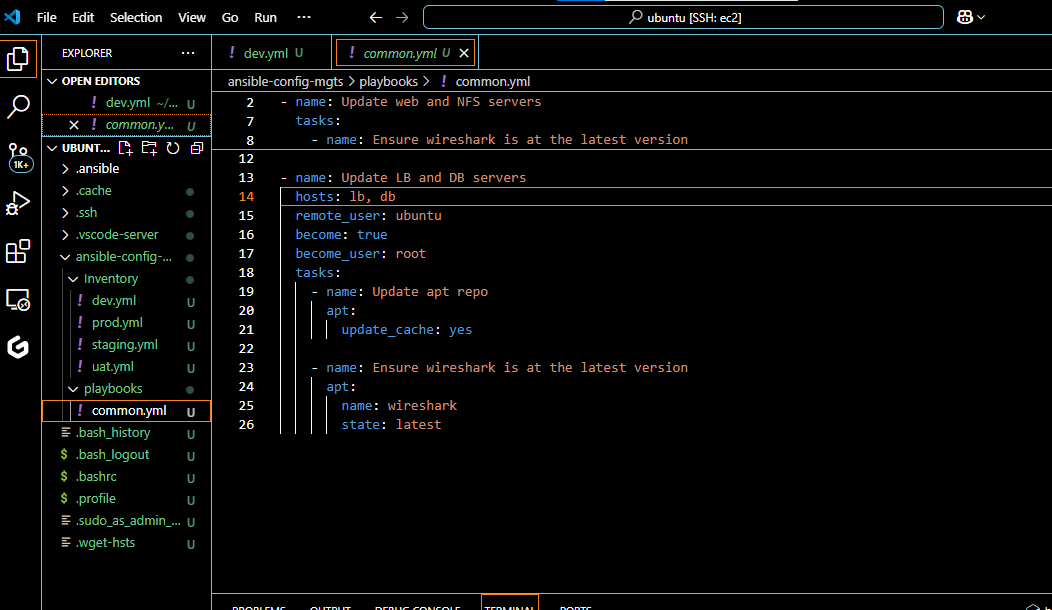 File Edit Selection View Go Run ··· ubuntu [SSH: ec2]
EXPLORER ···
OPEN EDITORS
! dev.yml ~/... U
! common.y... U
UBUNT...
.ansible
.cache
.ssh
.vscode-server
ansible-config-...
Inventory
! dev.yml U
! prod.yml U
! staging.yml U
! uat.yml U
playbooks
! common.yml U
.bash_history U
$ .bash_logout U
$ .bashrc U
$ .profile U
.sudo_as_admin_... U
.wget-hsts U
1K+
! dev.yml U ! common.yml U
ansible-config-mgts > playbooks > ! common.yml
2 - name: Update web and NFS servers
7 tasks:
8 - name: Ensure wireshark is at the latest version
12
13 - name: Update LB and DB servers
14 hosts: lb, db
15 remote_user: ubuntu
16 become: true
17 become_user: root
18 tasks:
19 - name: Update apt repo
20 apt:
21 update_cache: yes
22
23 - name: Ensure wireshark is at the latest version
24 apt:
25 name: wireshark
26 state: latest
PROBLEMS OUTPUT DEBUG CONSOLE TERMINAL PORTS